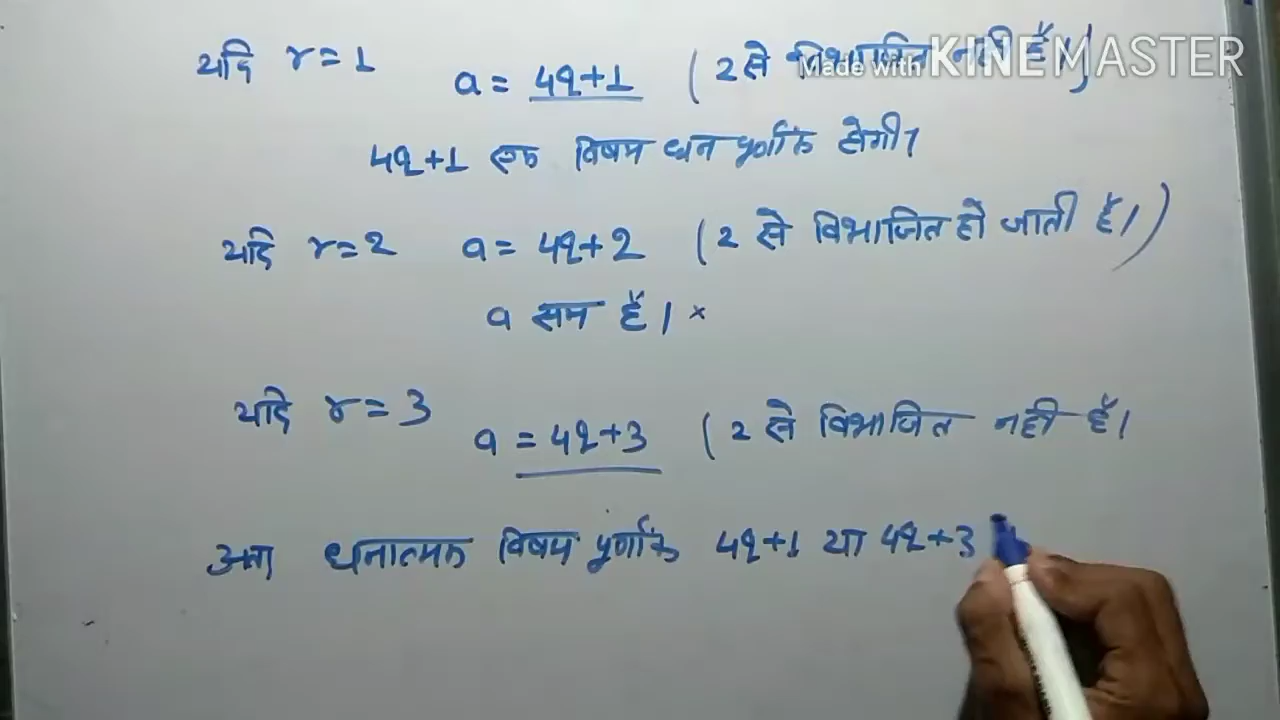 यदि r=1 a = 4q+1 (2 से विभाजित नही है।)
Made with KINEMASTER
4q+1 एक विषम धन पूर्णांक होगी।
यदि r=2 a = 4q+2 (2 से विभाजित हो जाती है।)
a सम है। ×
यदि r=3 a = 4q+3 (2 से विभाजित नही है।
अतः धनात्मक विषम पूर्णांक 4q+1 या 4q+3